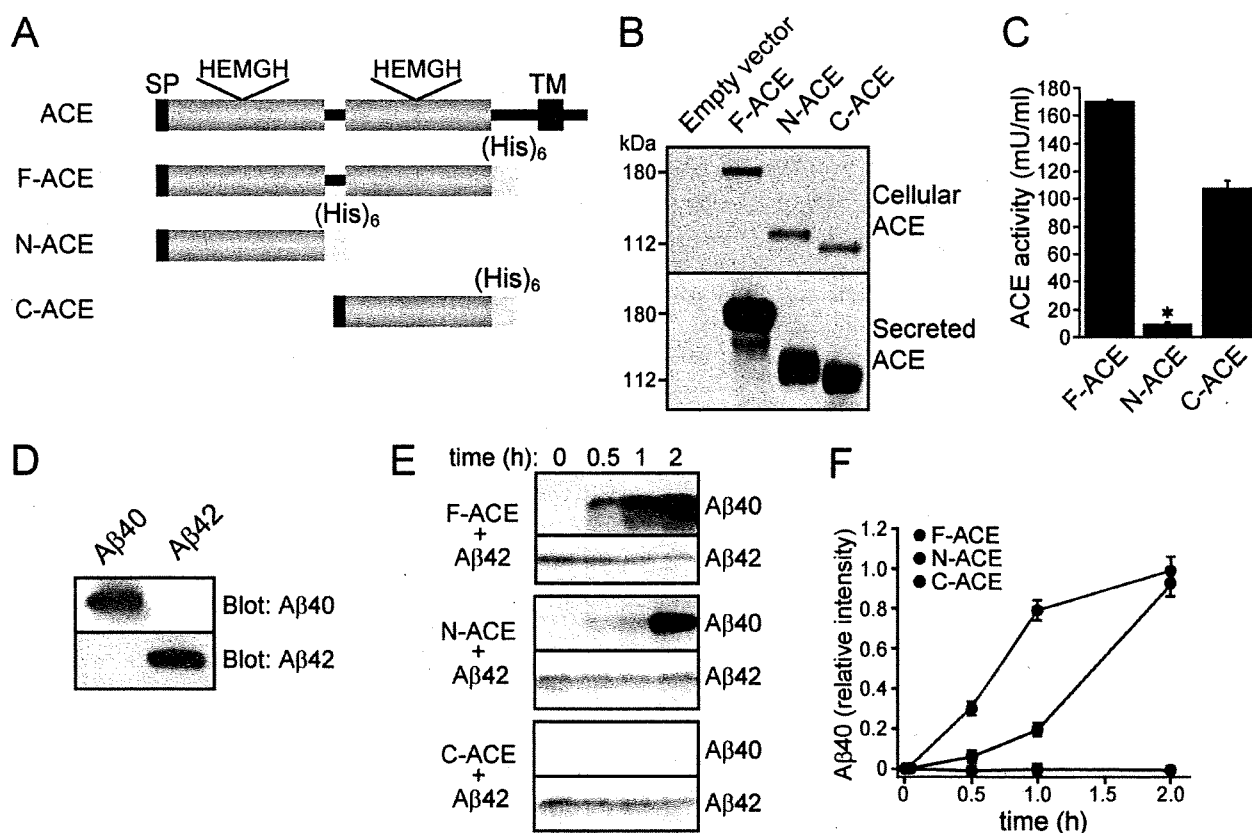 A
SP
HEMGH
HEMGH
TM
ACE
(His)6
F-ACE
(His)6
N-ACE
(His)6
C-ACE
B
Empty vector
F-ACE
N-ACE
C-ACE
kDa
180
112
Cellular
ACE
180
112
Secreted
ACE
C
ACE activity (mU/ml)
180
160
140
120
100
80
60
40
20
0
*
F-ACE
N-ACE
C-ACE
D
Aβ40
Aβ42
Blot: Aβ40
Blot: Aβ42
E
time (h): 0 0.5 1 2
F-ACE
+
Aβ42
Aβ40
Aβ42
N-ACE
+
Aβ42
Aβ40
Aβ42
C-ACE
+
Aβ42
Aβ40
Aβ42
F
Aβ40 (relative intensity)
1.2
1.0
0.8
0.6
0.4
0.2
0
F-ACE
N-ACE
C-ACE
0 0.5 1.0 1.5 2.0
time (h)